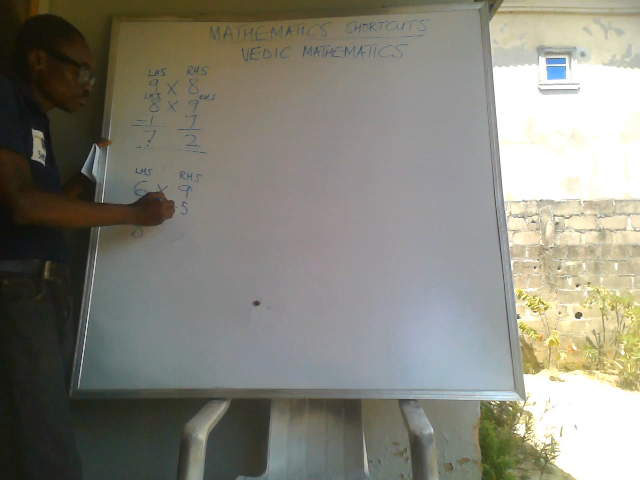 MATHEMATICS SHORTCUTS
VEDIC MATHEMATICS
LHS RHS
9 X 8
LHS 8 X 9 RHS
-1 7
7 2
LHS RHS
6 X 9
5
5